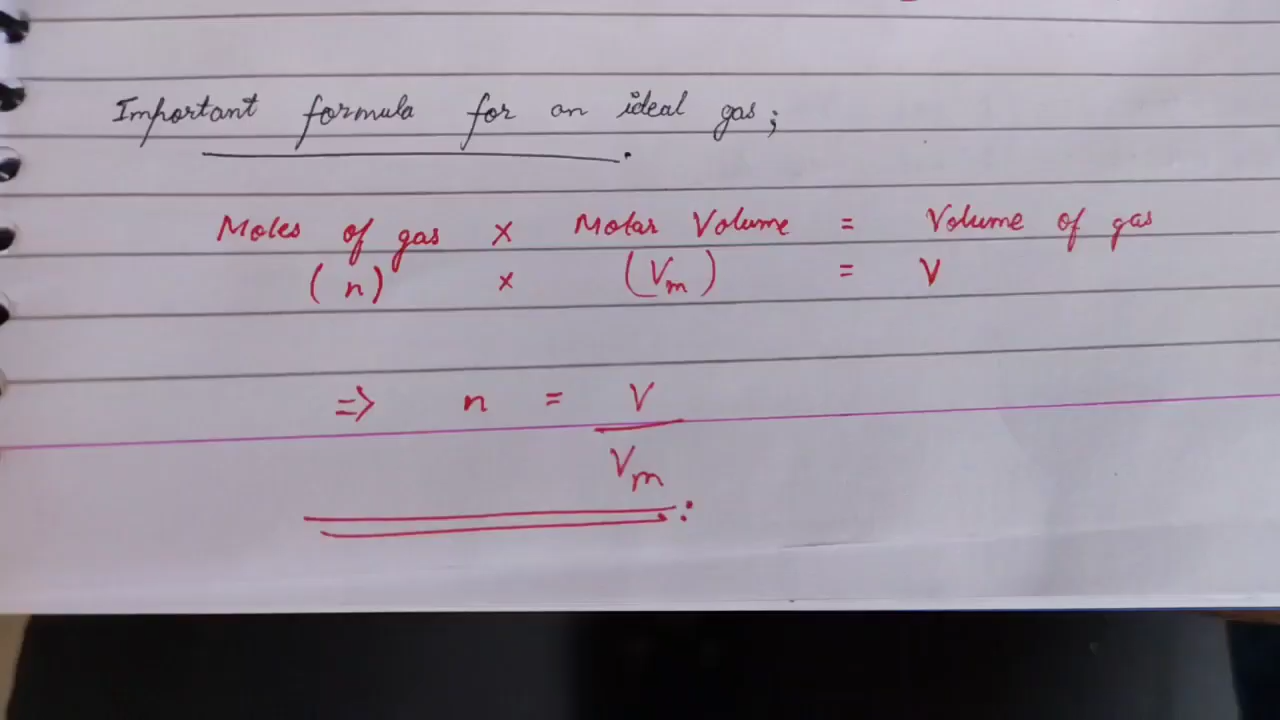 Important formula for an ideal gas;
Moles of gas × Molar Volume = Volume of gas
(n) × (Vm) = V
=> n = V
Vm